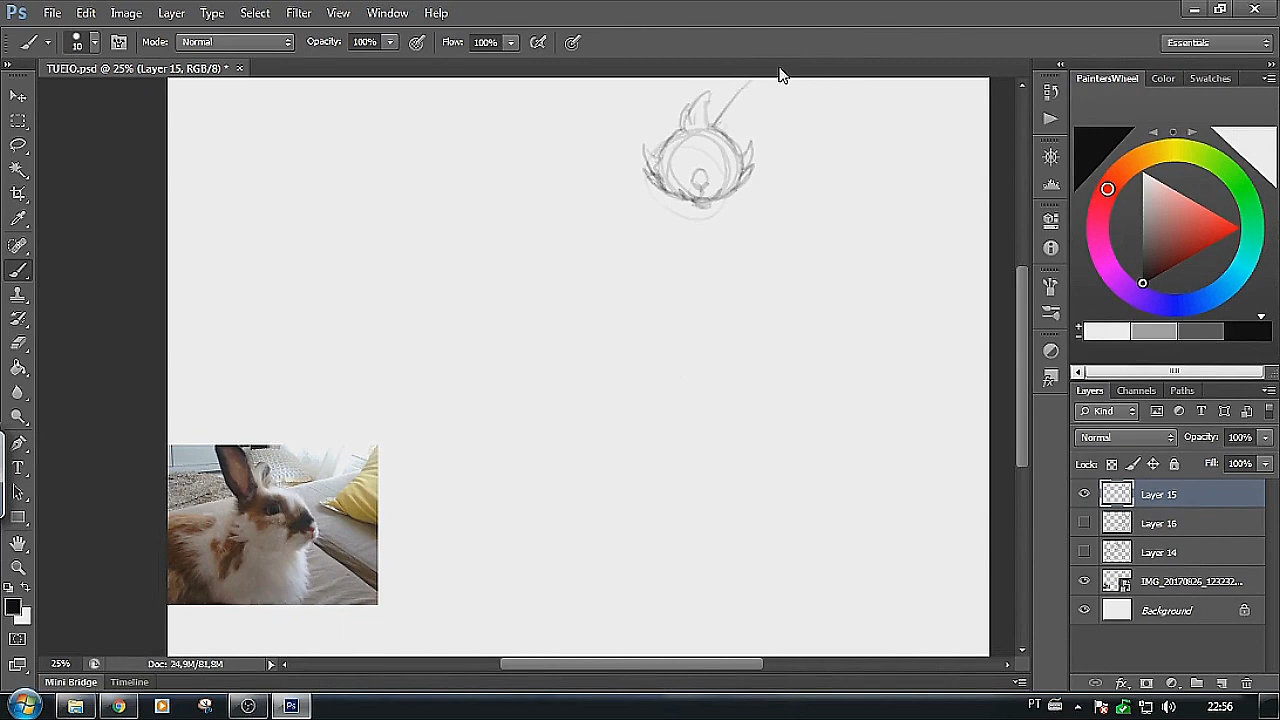 Ps File Edit Image Layer Type Select Filter View Window Help
10 Mode: Normal Opacity: 100% Flow: 100% Essentials
TUEIO.psd @ 25% (Layer 15, RGB/8) * ×
PaintersWheel Color Swatches
Layers Channels Paths
Kind
Normal Opacity: 100%
Lock: Fill: 100%
Layer 15
Layer 16
Layer 14
IMG_20170826_123232...
Background
25% Doc: 24,9M/81,8M
Mini Bridge Timeline
Ps PT 22:56